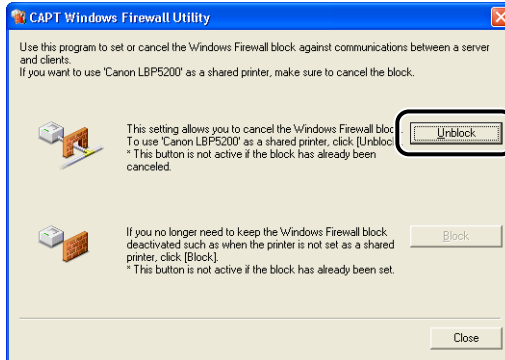 CAPT Windows Firewall Utility
Use this program to set or cancel the Windows Firewall block against communications between a server
and clients.
If you want to use 'Canon LBP5200' as a shared printer, make sure to cancel the block.
This setting allows you to cancel the Windows Firewall bloc
To use 'Canon LBP5200' as a shared printer, click [Unbloc
* This button is not active if the block has already been
canceled.
Unblock
If you no longer need to keep the Windows Firewall block
deactivated such as when the printer is not set as a shared
printer, click [Block].
* This button is not active if the block has already been set.
Block
Close